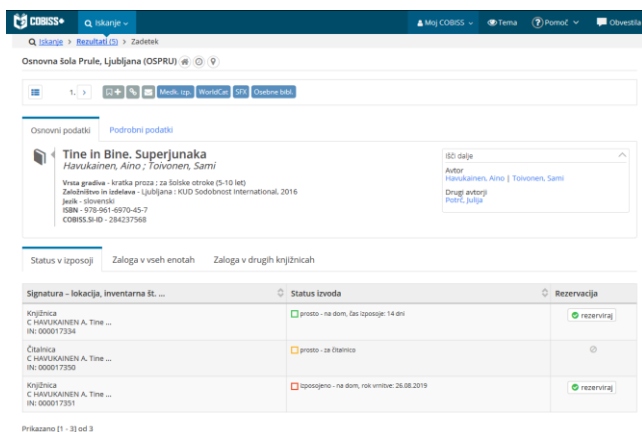 COBISS+ Iskanje Moj COBISS Tema Pomoč Obvestila
Iskanje > Rezultati (5) > Zadetek
Osnovna šola Prule, Ljubljana (OSPRU)
1. > Medk. izp. WorldCat SFX Osebne bibl.
Osnovni podatki Podrobni podatki
Tine in Bine. Superjunaka
Havukainen, Aino ; Toivonen, Sami
Vrsta gradiva - kratka proza ; za šolske otroke (5-10 let)
Založništvo in izdelava - Ljubljana : KUD Sodobnost International, 2016
Jezik - slovenski
ISBN - 978-961-6970-45-7
COBISS.SI-ID - 284237568
Išči dalje
Avtor
Havukainen, Aino | Toivonen, Sami
Drugi avtorji
Potrč, Julija
Status v izposoji Zaloga v vseh enotah Zaloga v drugih knjižnicah
Signatura – lokacija, inventarna št. ... Status izvoda Rezervacija
Knjižnica
C HAVUKAINEN A. Tine ...
IN: 000017334
prosto - na dom, čas izposoje: 14 dni
rezerviraj
Čitalnica
C HAVUKAINEN A. Tine ...
IN: 000017350
prosto - za čitalnico
Knjižnica
C HAVUKAINEN A. Tine ...
IN: 000017351
izposojeno - na dom, rok vrnitve: 26.08.2019
rezerviraj
Prikazano [1 - 3] od 3